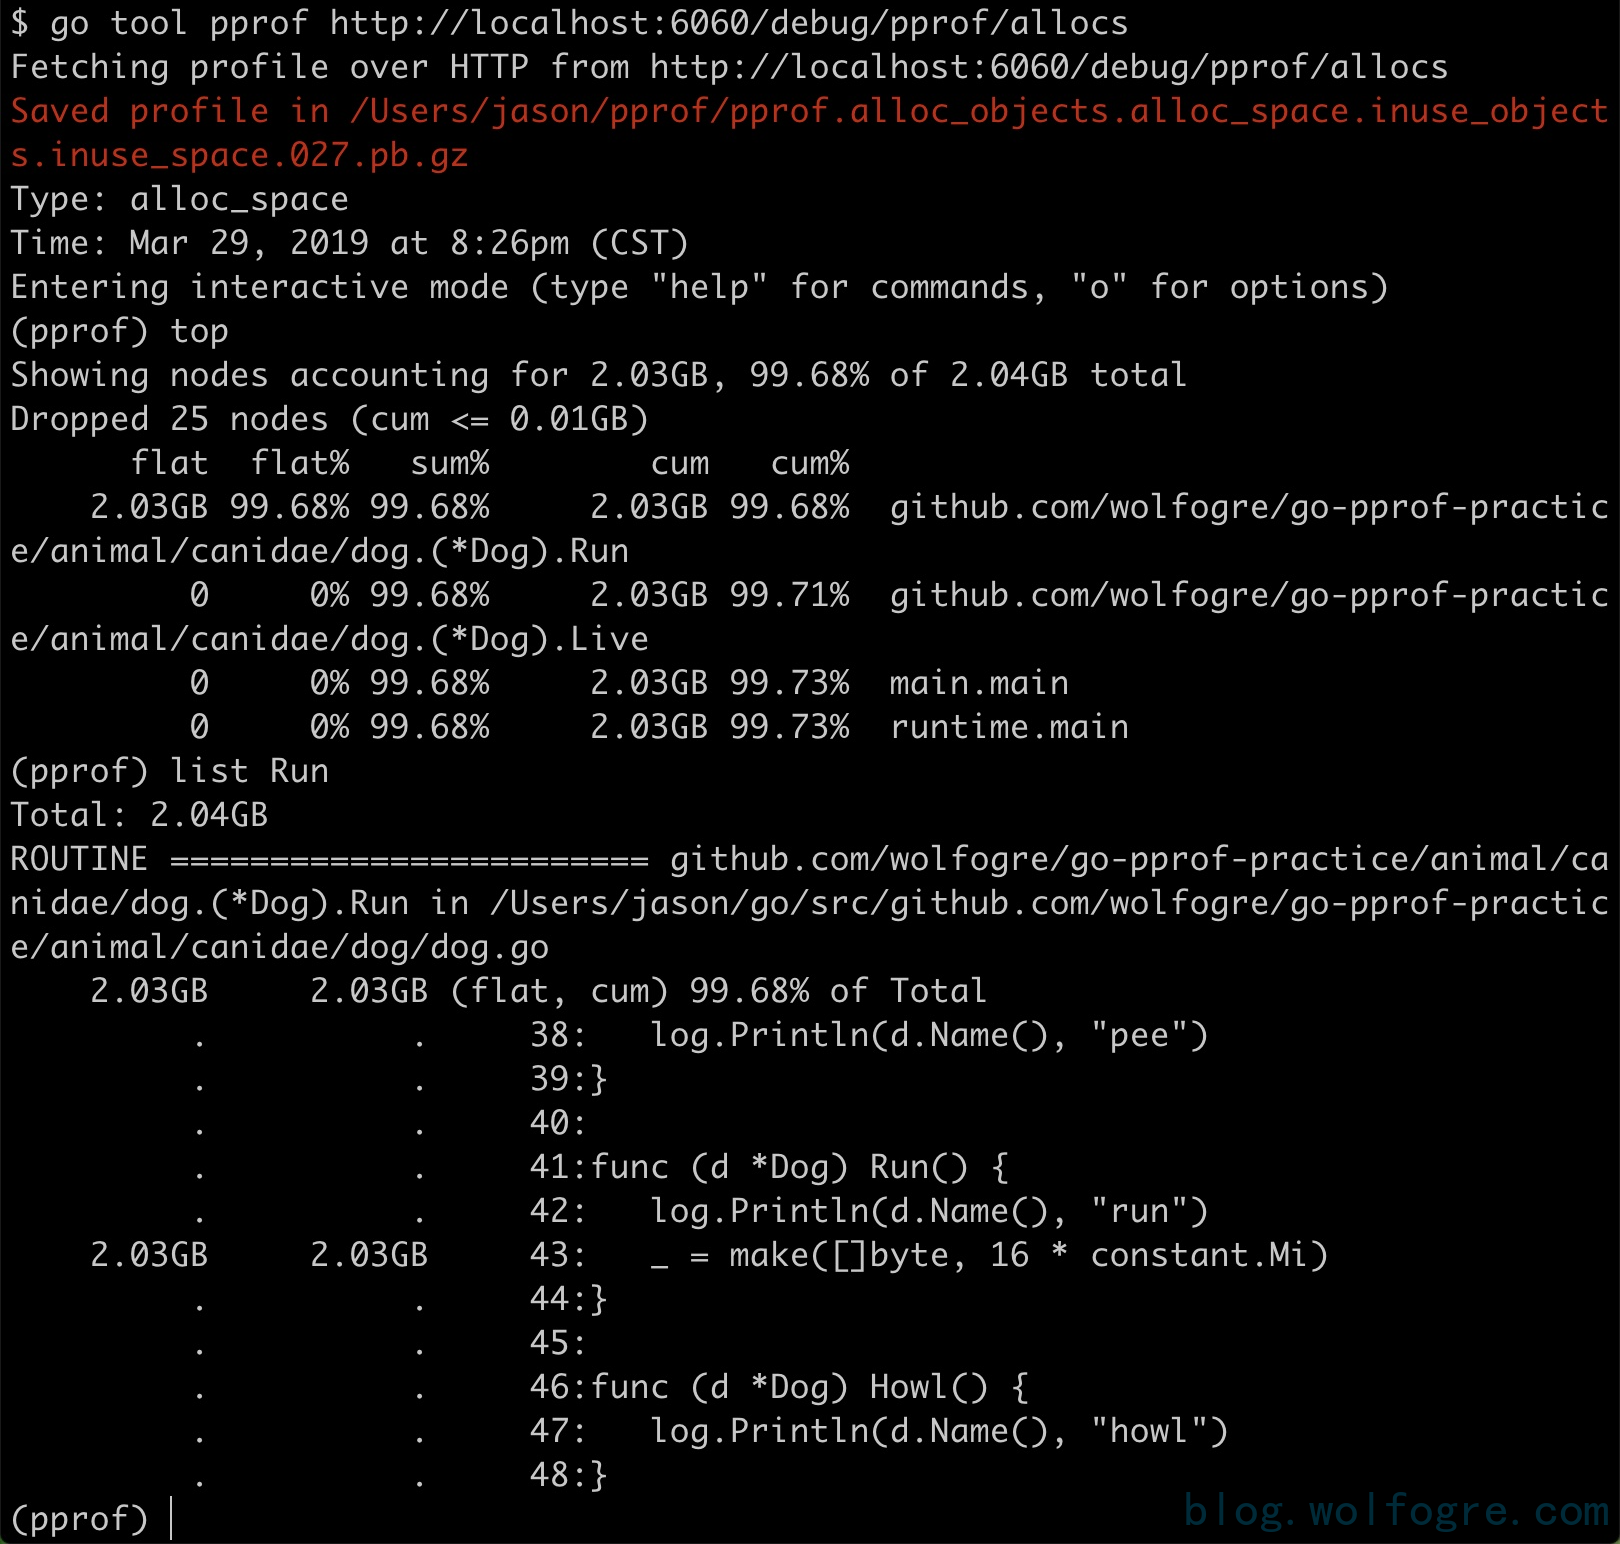 $ go tool pprof http://localhost:6060/debug/pprof/allocs
Fetching profile over HTTP from http://localhost:6060/debug/pprof/allocs
Saved profile in /Users/jason/pprof/pprof.alloc_objects.alloc_space.inuse_object
s.inuse_space.027.pb.gz
Type: alloc_space
Time: Mar 29, 2019 at 8:26pm (CST)
Entering interactive mode (type "help" for commands, "o" for options)
(pprof) top
Showing nodes accounting for 2.03GB, 99.68% of 2.04GB total
Dropped 25 nodes (cum <= 0.01GB)
      flat  flat%   sum%        cum   cum%
    2.03GB 99.68% 99.68%     2.03GB 99.68%  github.com/wolfogre/go-pprof-practic
e/animal/canidae/dog.(*Dog).Run
         0     0% 99.68%     2.03GB 99.71%  github.com/wolfogre/go-pprof-practic
e/animal/canidae/dog.(*Dog).Live
         0     0% 99.68%     2.03GB 99.73%  main.main
         0     0% 99.68%     2.03GB 99.73%  runtime.main
(pprof) list Run
Total: 2.04GB
ROUTINE ======================== github.com/wolfogre/go-pprof-practice/animal/ca
nidae/dog.(*Dog).Run in /Users/jason/go/src/github.com/wolfogre/go-pprof-practic
e/animal/canidae/dog/dog.go
    2.03GB     2.03GB (flat, cum) 99.68% of Total
         .          .     38:   log.Println(d.Name(), "pee")
         .          .     39:}
         .          .     40:
         .          .     41:func (d *Dog) Run() {
         .          .     42:   log.Println(d.Name(), "run")
    2.03GB     2.03GB     43:   _ = make([]byte, 16 * constant.Mi)
         .          .     44:}
         .          .     45:
         .          .     46:func (d *Dog) Howl() {
         .          .     47:   log.Println(d.Name(), "howl")
         .          .     48:}
(pprof)
blog.wolfogre.com